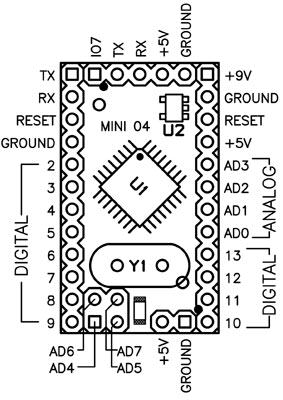 IO7
TX
RX
+5V
GROUND
TX
RX
RESET
GROUND
2
3
4
5
6
7
8
9
DIGITAL
MINI 04
U2
U1
Y1
+9V
GROUND
RESET
+5V
AD3
AD2
AD1
AD0
ANALOG
13
12
11
10
DIGITAL
AD6
AD4
AD7
AD5
+5V
GROUND